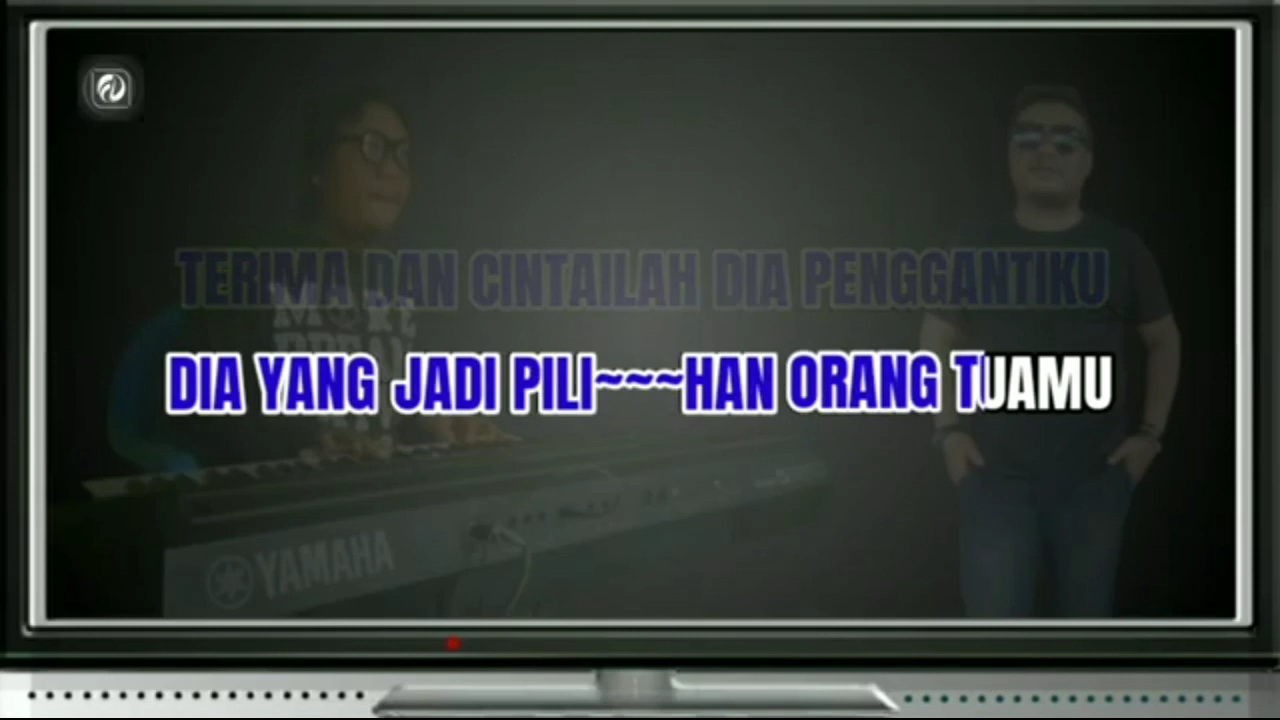 TERIMA DAN CINTAILAH DIA PENGGANTIKU
DIA YANG JADI PILI~~~HAN ORANG TUAMU
YAMAHA